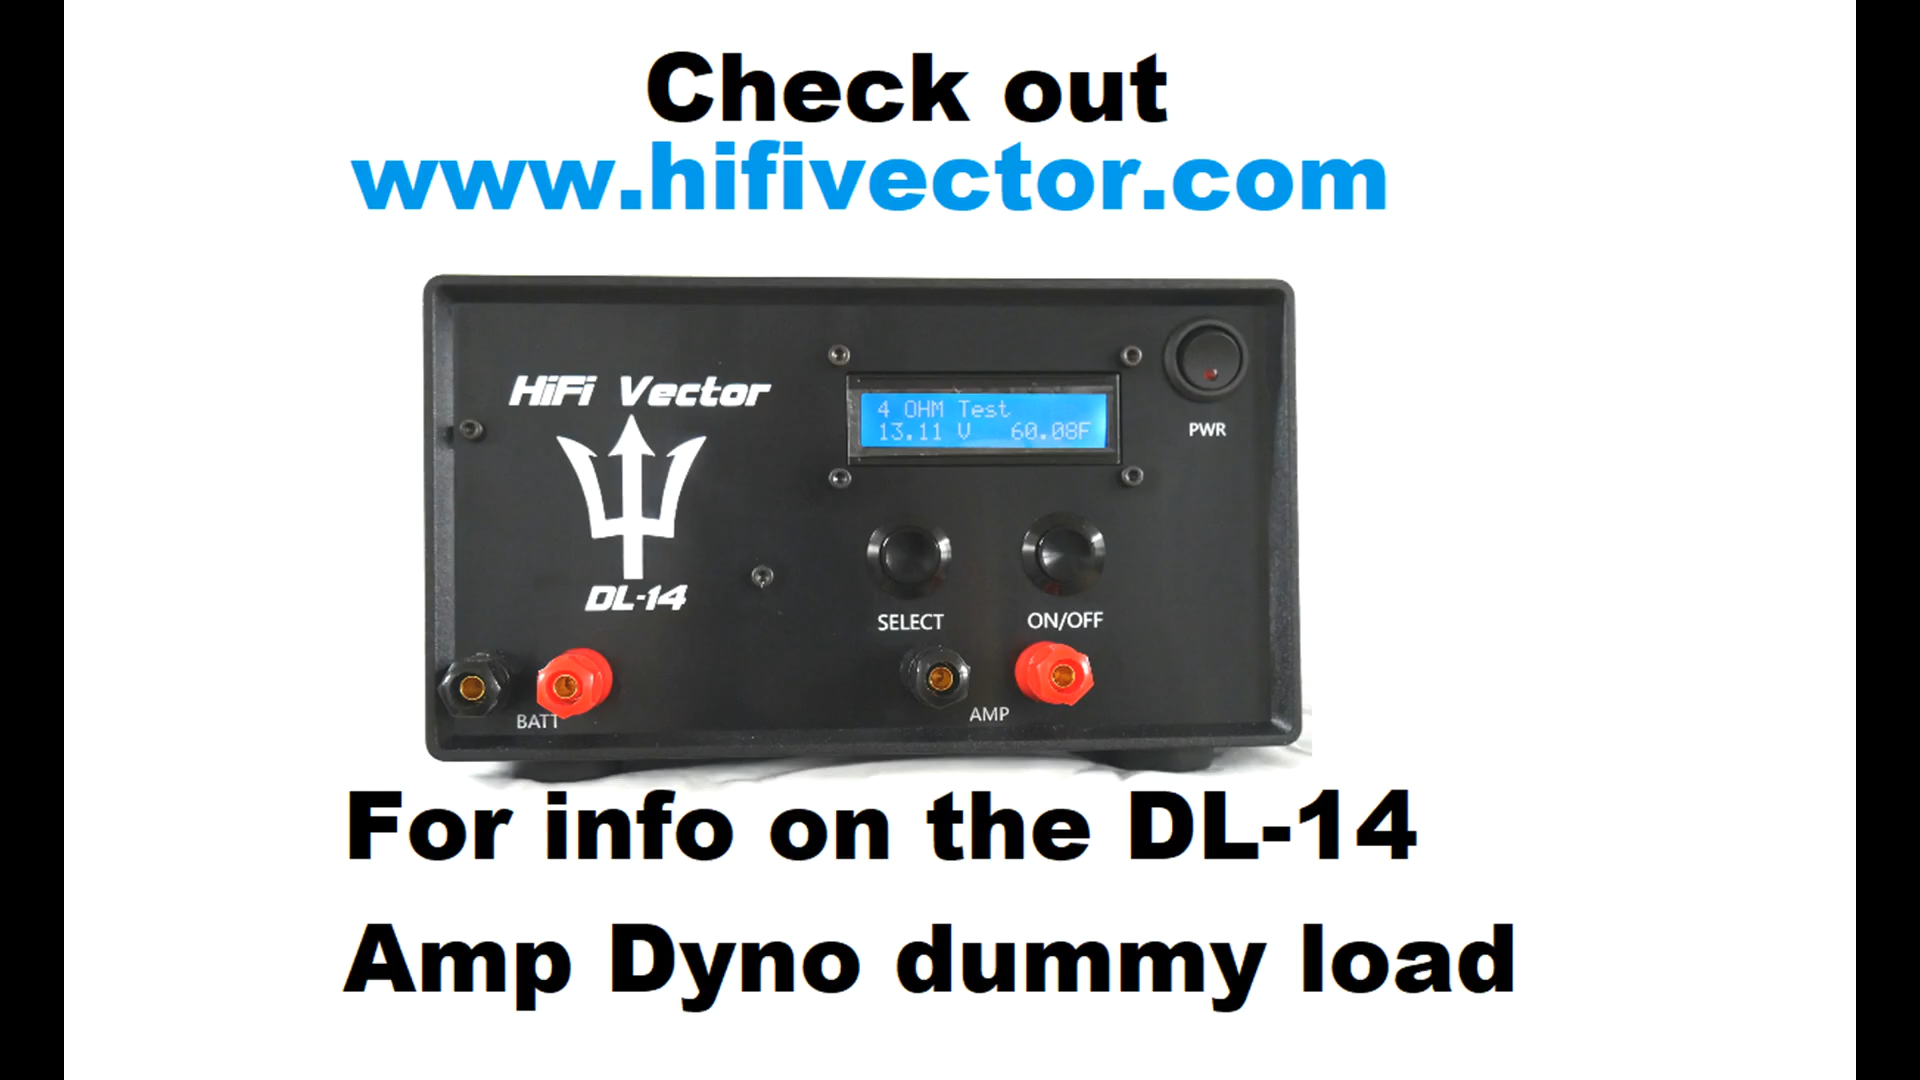 Check out
www.hifivector.com
HiFi Vector
4 OHM Test
13.11 V 60.08F
PWR
DL-14
SELECT
ON/OFF
BATT
AMP
For info on the DL-14
Amp Dyno dummy load